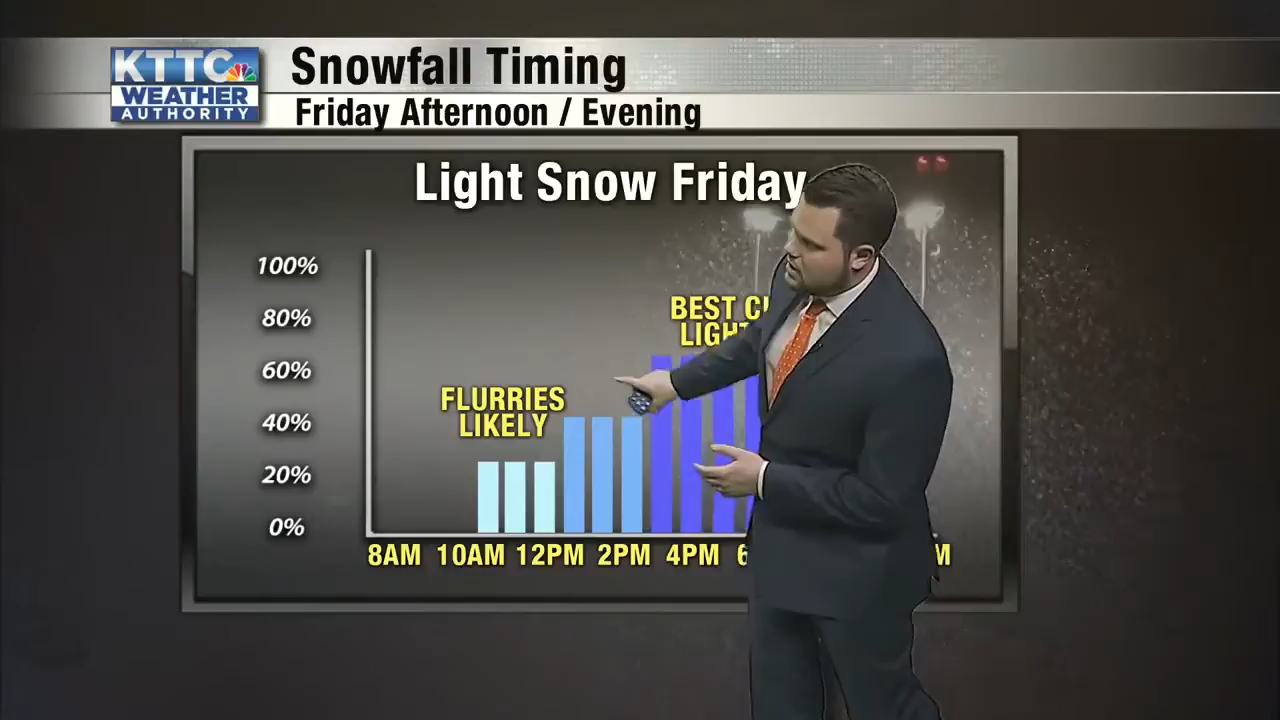 KTTC
WEATHER
AUTHORITY
Snowfall Timing
Friday Afternoon / Evening
Light Snow Friday
100%
80%
60%
40%
20%
0%
FLURRIES
LIKELY
BEST
8AM 10AM 12PM 2PM 4PM